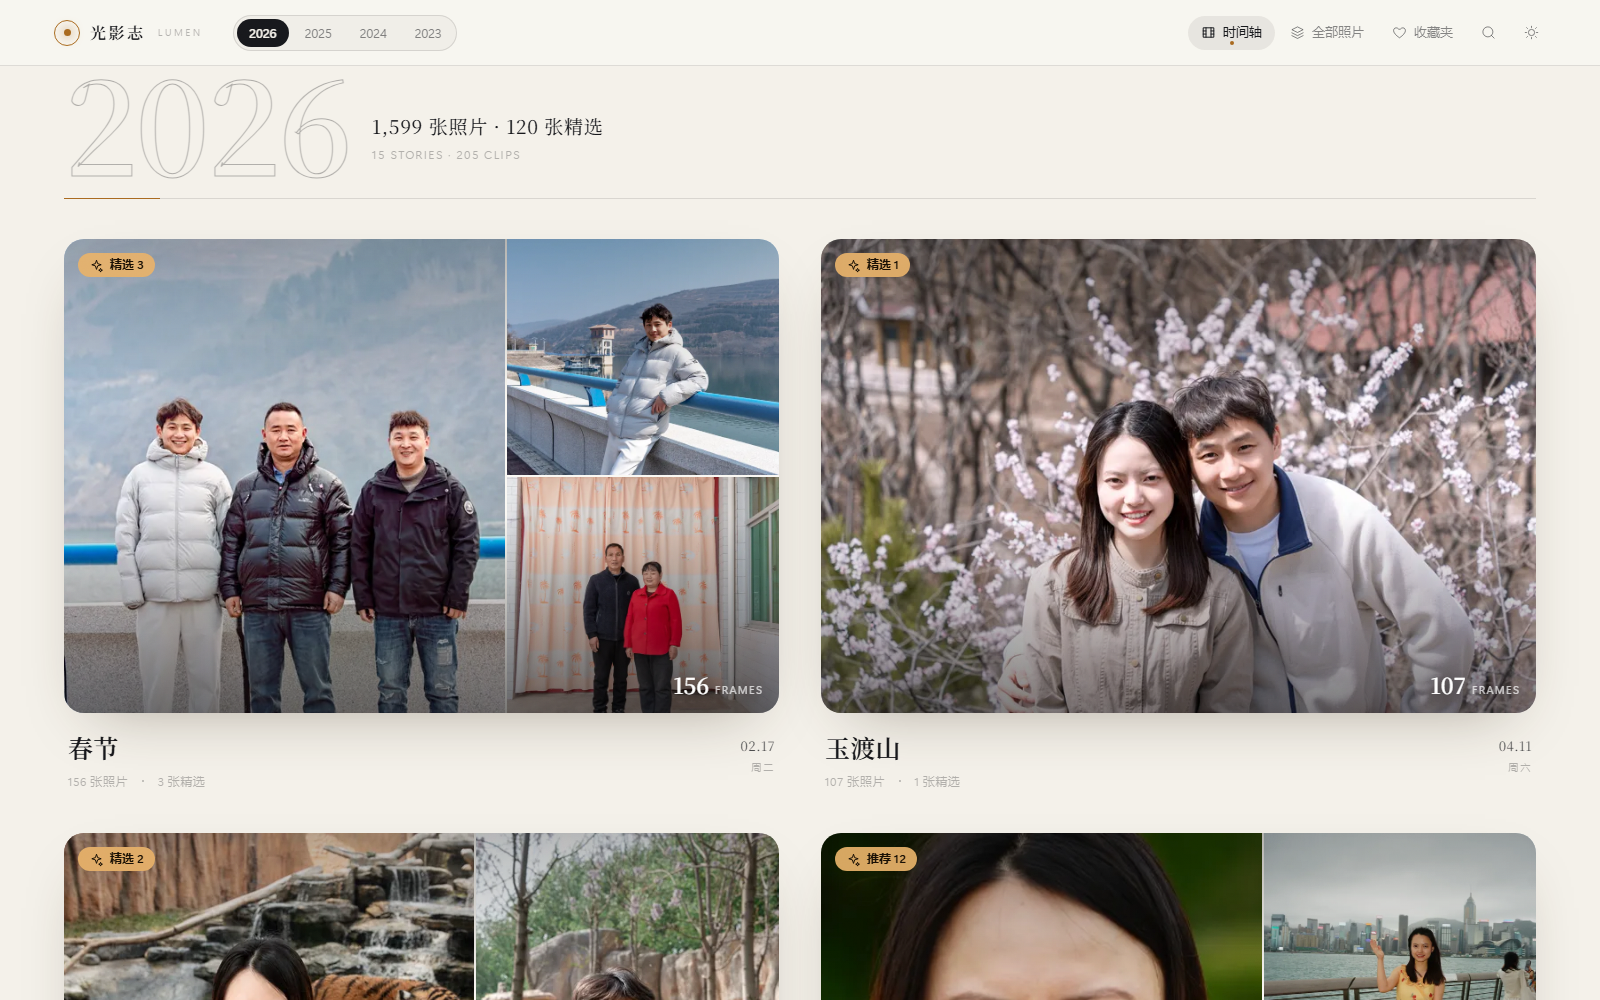 光影志 LUMEN 2026 2025 2024 2023 时间轴 全部照片 收藏夹
2026
1,599 张照片 · 120 张精选
15 STORIES · 205 CLIPS
精选 3
156 FRAMES
春节
02.17
周二
156 张照片 · 3 张精选
精选 1
107 FRAMES
玉渡山
04.11
周六
107 张照片 · 1 张精选
精选 2
推荐 12